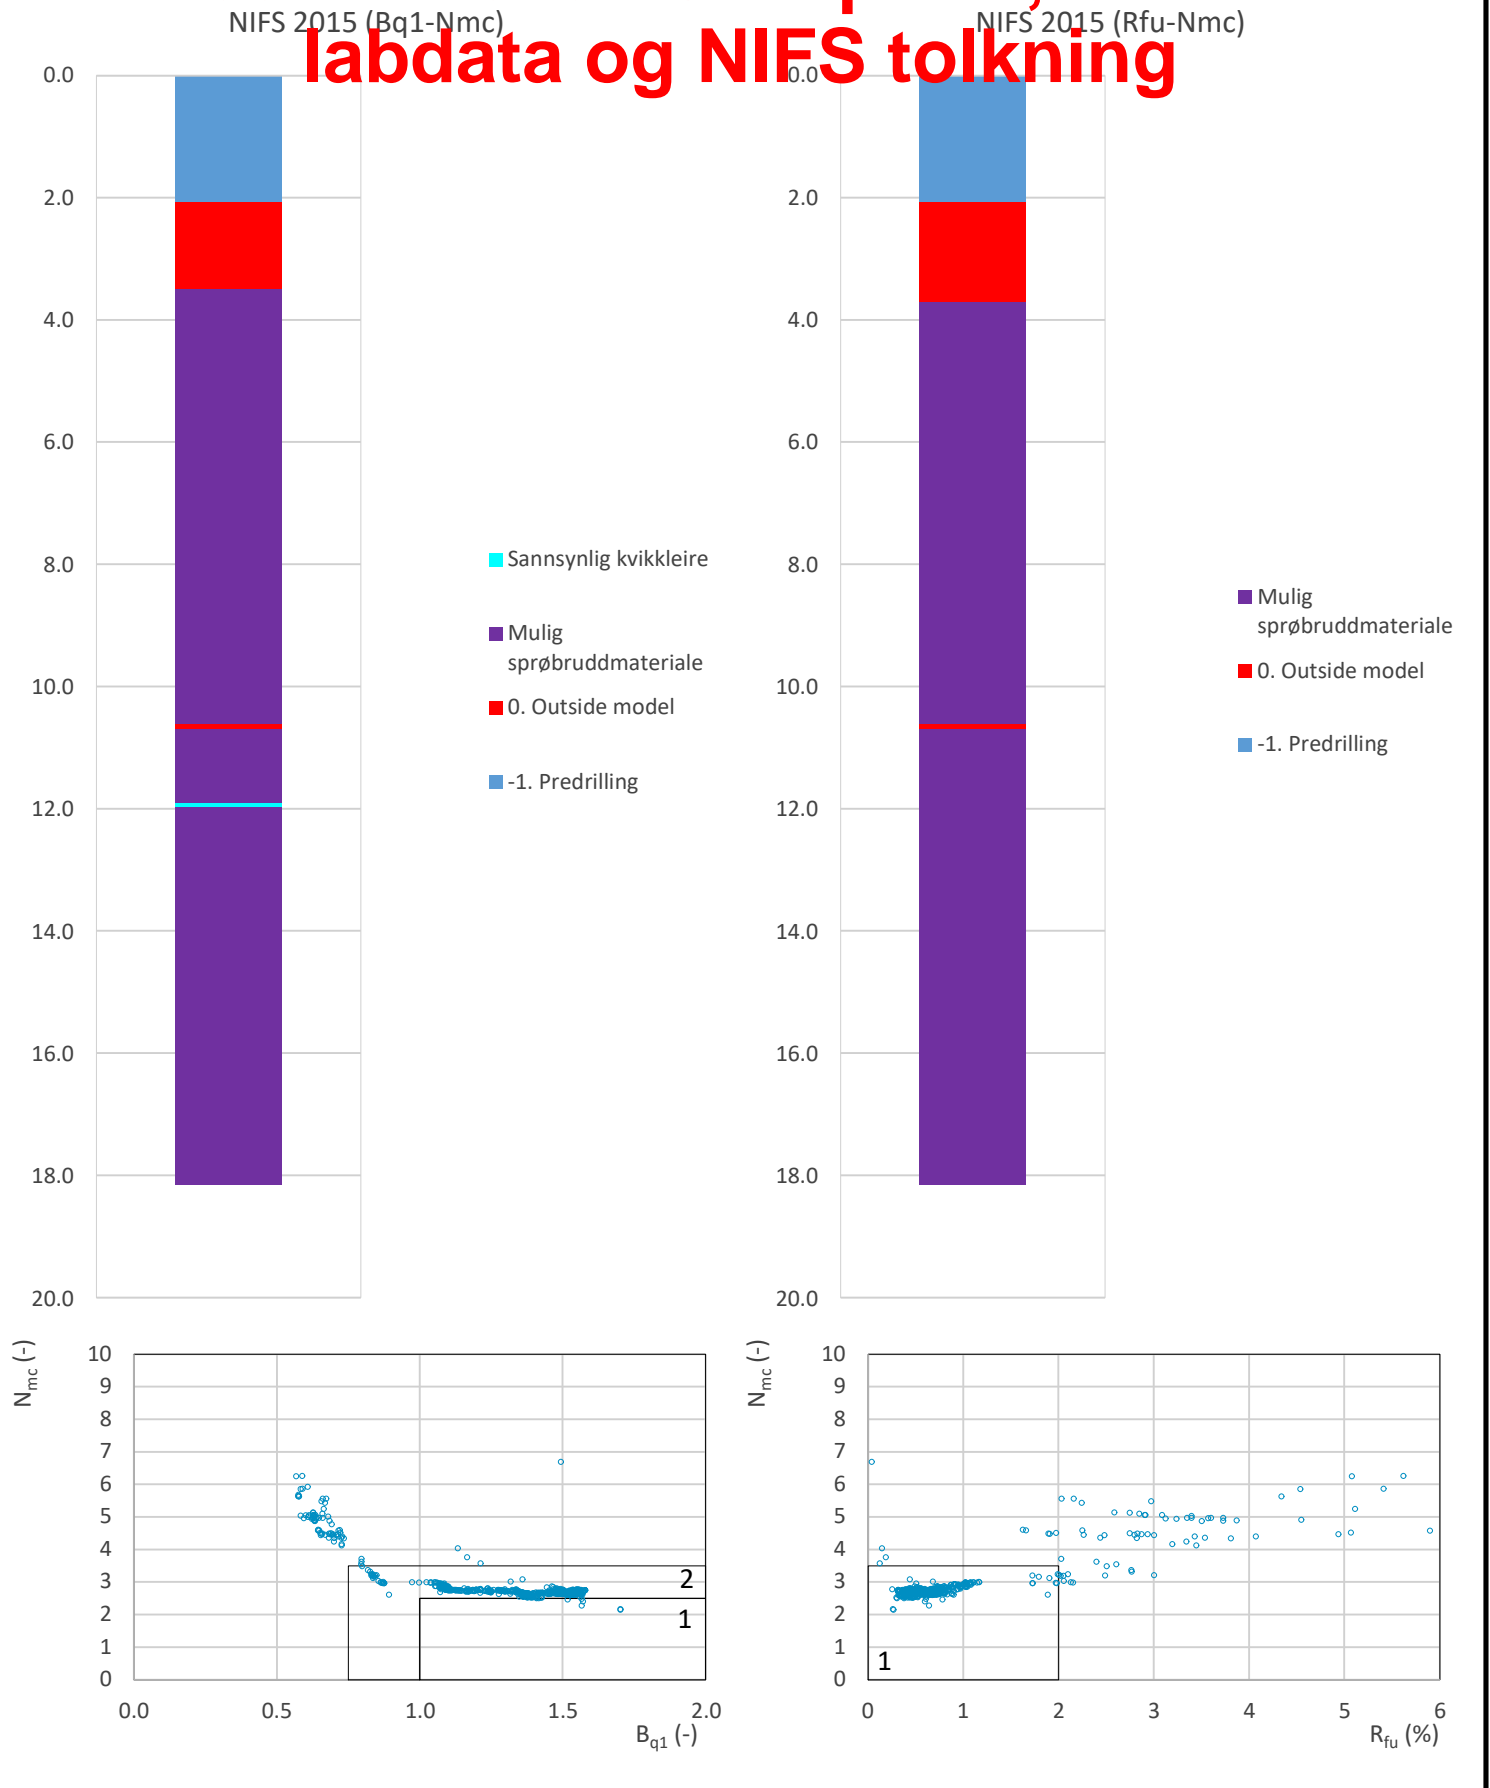 NIFS 2015 (Bq1-Nmc)
NIFS 2015 (Rfu-Nmc)
labdata og NIFS tolkning
0.0
2.0
4.0
6.0
8.0
10.0
12.0
14.0
16.0
18.0
20.0
Sannsynlig kvikkleire
Mulig
sprøbruddmateriale
0. Outside model
-1. Predrilling
0.0
2.0
4.0
6.0
8.0
10.0
12.0
14.0
16.0
18.0
20.0
Mulig
sprøbruddmateriale
0. Outside model
-1. Predrilling
Nmc (-)
10
9
8
7
6
5
4
3
2
1
0
2
1
0.0 0.5 1.0 1.5 2.0
Bq1 (-)
Nmc (-)
10
9
8
7
6
5
4
3
2
1
0
1
0 1 2 3 4 5 6
Rfu (%)